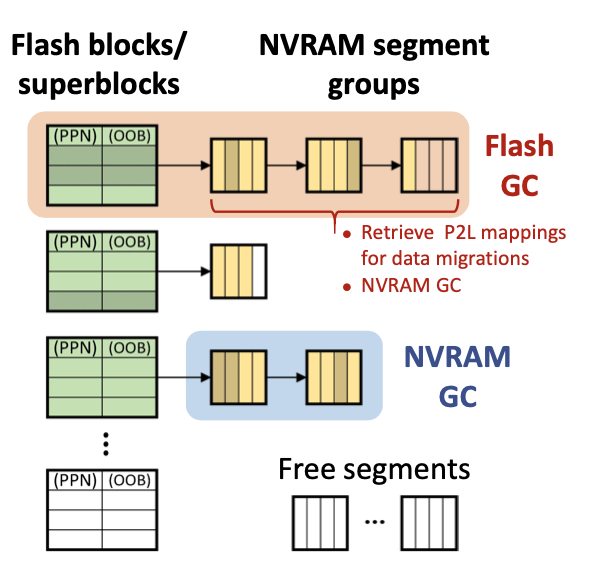 Flash blocks/
superblocks
NVRAM segment
groups
(PPN) (OOB)
Flash
GC
• Retrieve P2L mappings
for data migrations
• NVRAM GC
(PPN) (OOB)
(PPN) (OOB)
NVRAM
GC
⋮
(PPN) (OOB)
Free segments
...